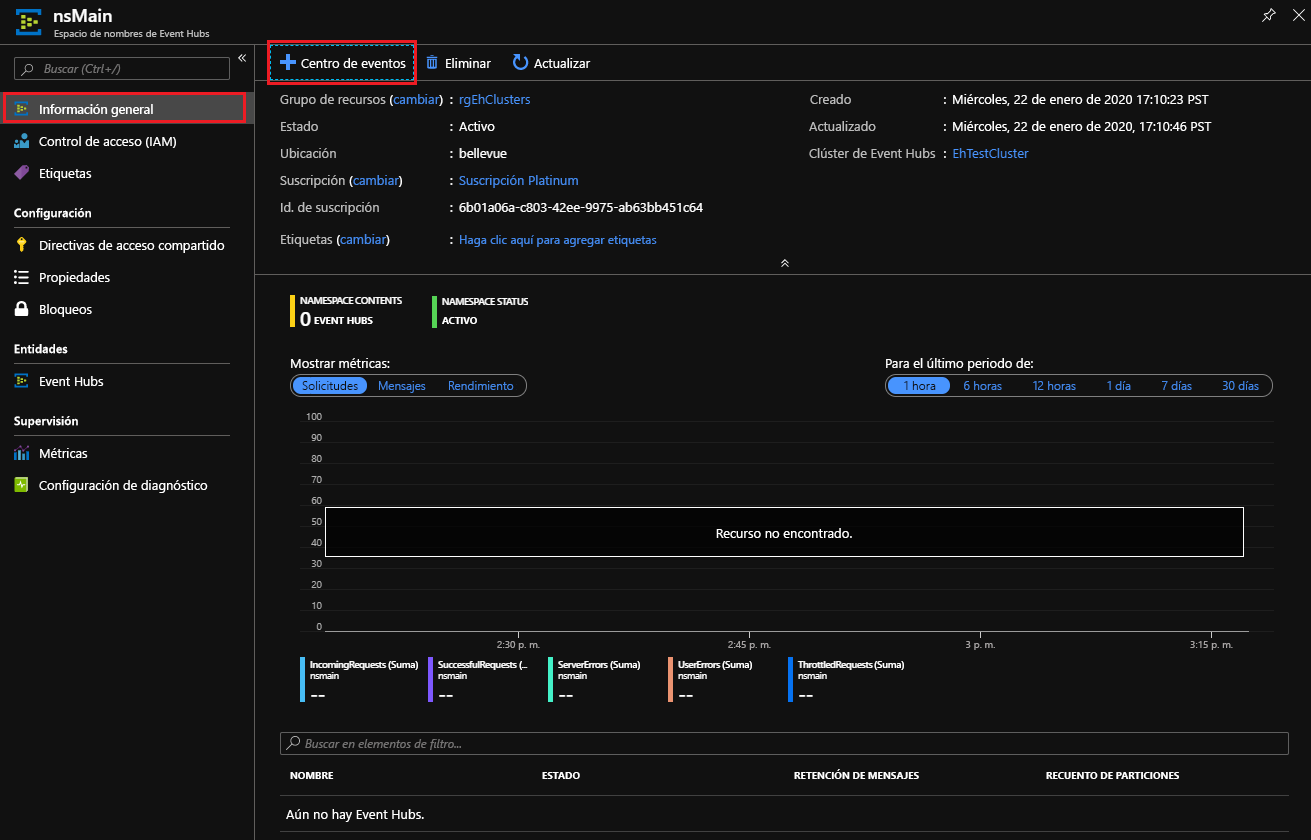 nsMain
Espacio de nombres de Event Hubs
Buscar (Ctrl+/)
«
Información general
Control de acceso (IAM)
Etiquetas
Configuración
Directivas de acceso compartido
Propiedades
Bloqueos
Entidades
Event Hubs
Supervisión
Métricas
Configuración de diagnóstico
Centro de eventos Eliminar Actualizar
Grupo de recursos (cambiar) : rgEhClusters
Estado : Activo
Ubicación : bellevue
Suscripción (cambiar) : Suscripción Platinum
Id. de suscripción : 6b01a06a-c803-42ee-9975-ab63bb451c64
Etiquetas (cambiar) : Haga clic aquí para agregar etiquetas
Creado : Miércoles, 22 de enero de 2020 17:10:23 PST
Actualizado : Miércoles, 22 de enero de 2020, 17:10:46 PST
Clúster de Event Hubs : EhTestCluster
NAMESPACE CONTENTS
0 EVENT HUBS
NAMESPACE STATUS
ACTIVO
Mostrar métricas:
Solicitudes Mensajes Rendimiento
Para el último periodo de:
1 hora 6 horas 12 horas 1 día 7 días 30 días
100
90
80
70
60
50
40
30
20
10
0
Recurso no encontrado.
2:30 p. m. 2:45 p. m. 3 p. m. 3:15 p. m.
IncomingRequests (Suma)
nsmain
--
SuccessfulRequests (...
nsmain
--
ServerErrors (Suma)
nsmain
--
UserErrors (Suma)
nsmain
--
ThrottledRequests (Suma)
nsmain
--
Buscar en elementos de filtro...
NOMBRE ESTADO RETENCIÓN DE MENSAJES RECUENTO DE PARTICIONES
Aún no hay Event Hubs.